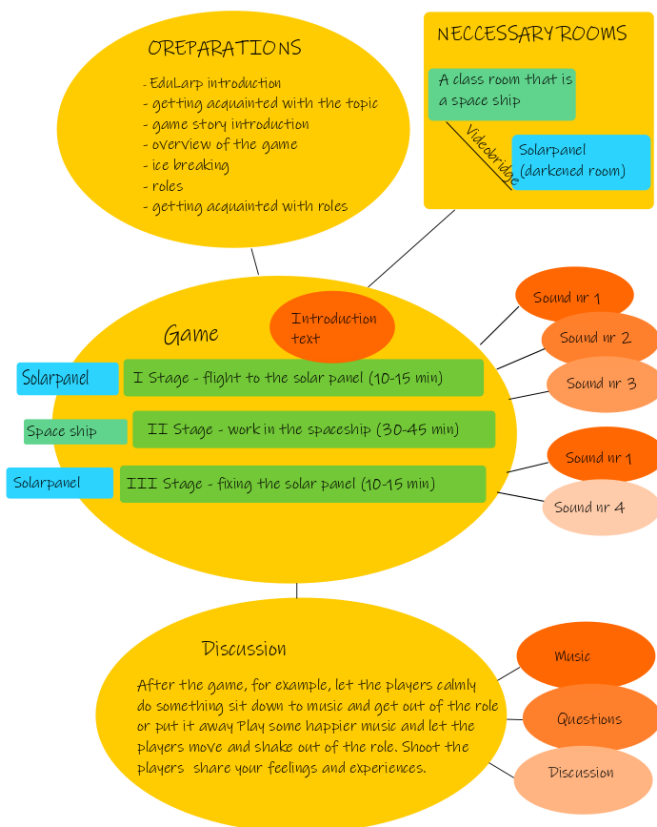 OREPARATIONS
- EduLarp introduction
- getting acquainted with the topic
- game story introduction
- overview of the game
- ice breaking
- roles
- getting acquainted with roles
NECCESSARY ROOMS
A class room that is
a space ship
Videobridge
Solarpanel
(darkened room)
Game
Introduction
text
Solarpanel
I Stage - flight to the solar panel (10-15 min)
Space ship
II Stage - work in the spaceship (30-45 min)
Solarpanel
III Stage - fixing the solar panel (10-15 min)
Sound nr 1
Sound nr 2
Sound nr 3
Sound nr 1
Sound nr 4
Discussion
After the game, for example, let the players calmly
do something sit down to music and get out of the role
or put it away Play some happier music and let the
players move and shake out of the role. Shoot the
players share your feelings and experiences.
Music
Questions
Discussion